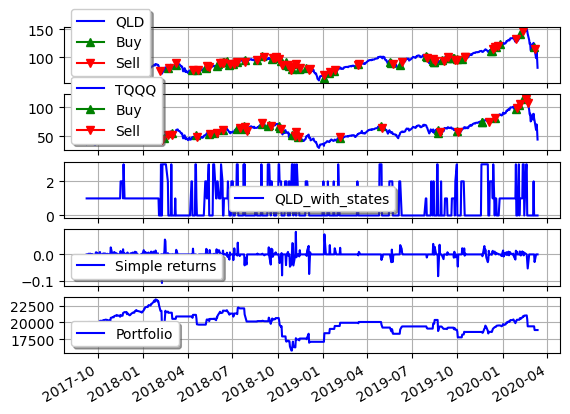 150
100
QLD
Buy
Sell
100
50
TQQQ
Buy
Sell
2
0
QLD_with_states
0.0
−0.1
Simple returns
22500
20000
17500
Portfolio
2017-10 2018-01 2018-04 2018-07 2018-10 2019-01 2019-04 2019-07 2019-10 2020-01 2020-04